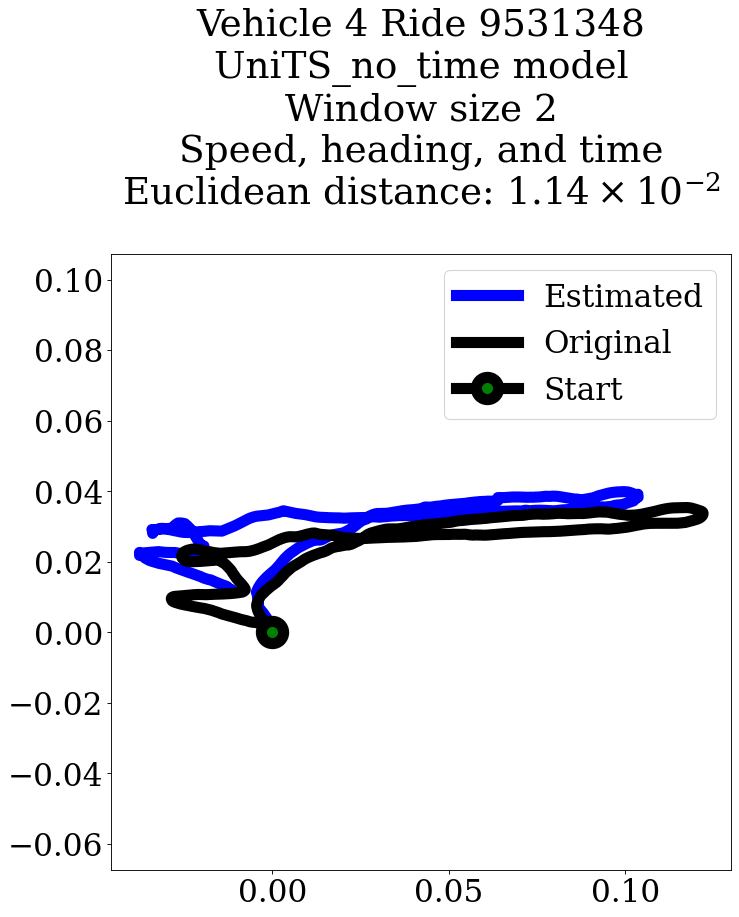 Vehicle 4 Ride 9531348
UniTS_no_time model
Window size 2
Speed, heading, and time
Euclidean distance: 1.14 × 10⁻²
Estimated
Original
Start
0.10
0.08
0.06
0.04
0.02
0.00
−0.02
−0.04
−0.06
0.00 0.05 0.10